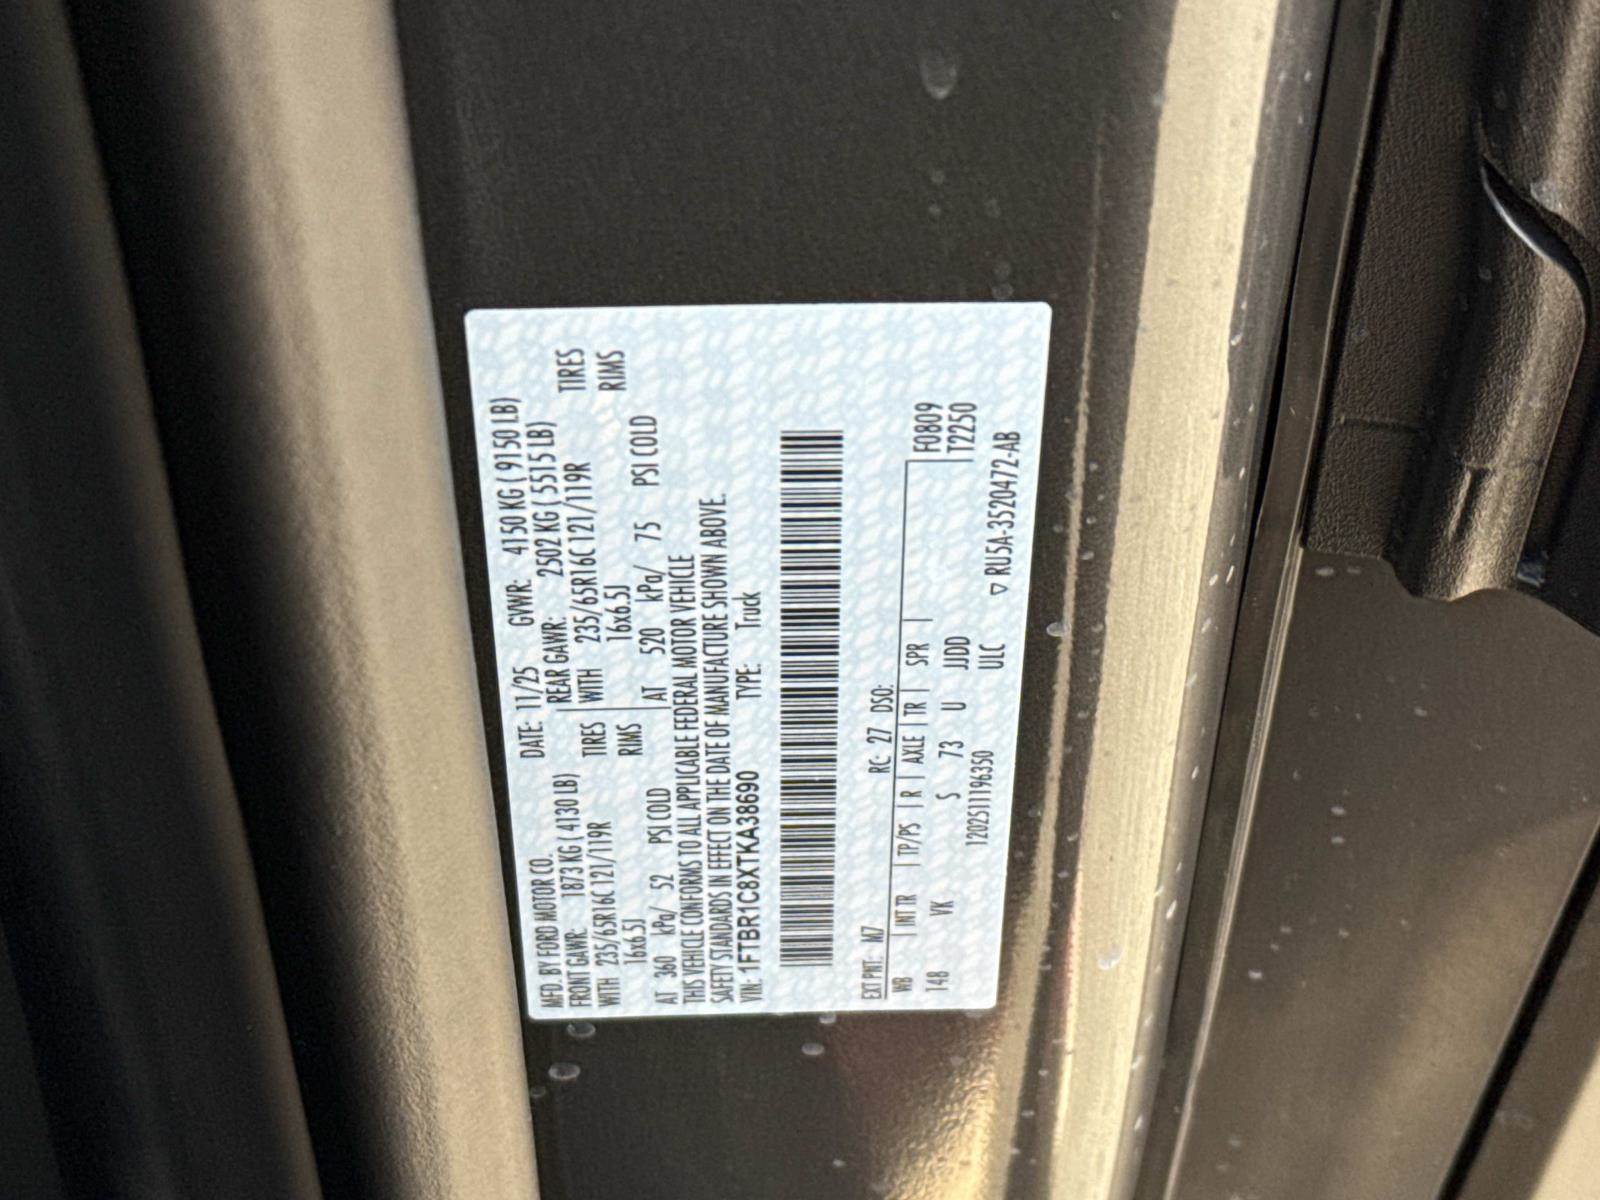 MFD. BY FORD MOTOR CO.
DATE: 11/25 GVWR: 4150 KG ( 9150 LB)
FRONT GAWR: 1873 KG ( 4130 LB) REAR GAWR: 2502 KG ( 5515 LB)
WITH 235/65R16C 121/119R TIRES WITH 235/65R16C 121/119R TIRES
16x6.5J RIMS 16x6.5J RIMS
AT 360 kPa/ 52 PSI COLD AT 520 kPa/ 75 PSI COLD
THIS VEHICLE CONFORMS TO ALL APPLICABLE FEDERAL MOTOR VEHICLE
SAFETY STANDARDS IN EFFECT ON THE DATE OF MANUFACTURE SHOWN ABOVE.
VIN: 1FTBR1C8XTKA38690 TYPE: Truck
EXT PNT: M7 RC: 27 DSO: F0809
WB | INT TR | TP/PS | R | AXLE | TR | SPR | T2250
148 VK S 73 U JJDD
1202511196350 ULC
▽ RU5A-3520472-AB